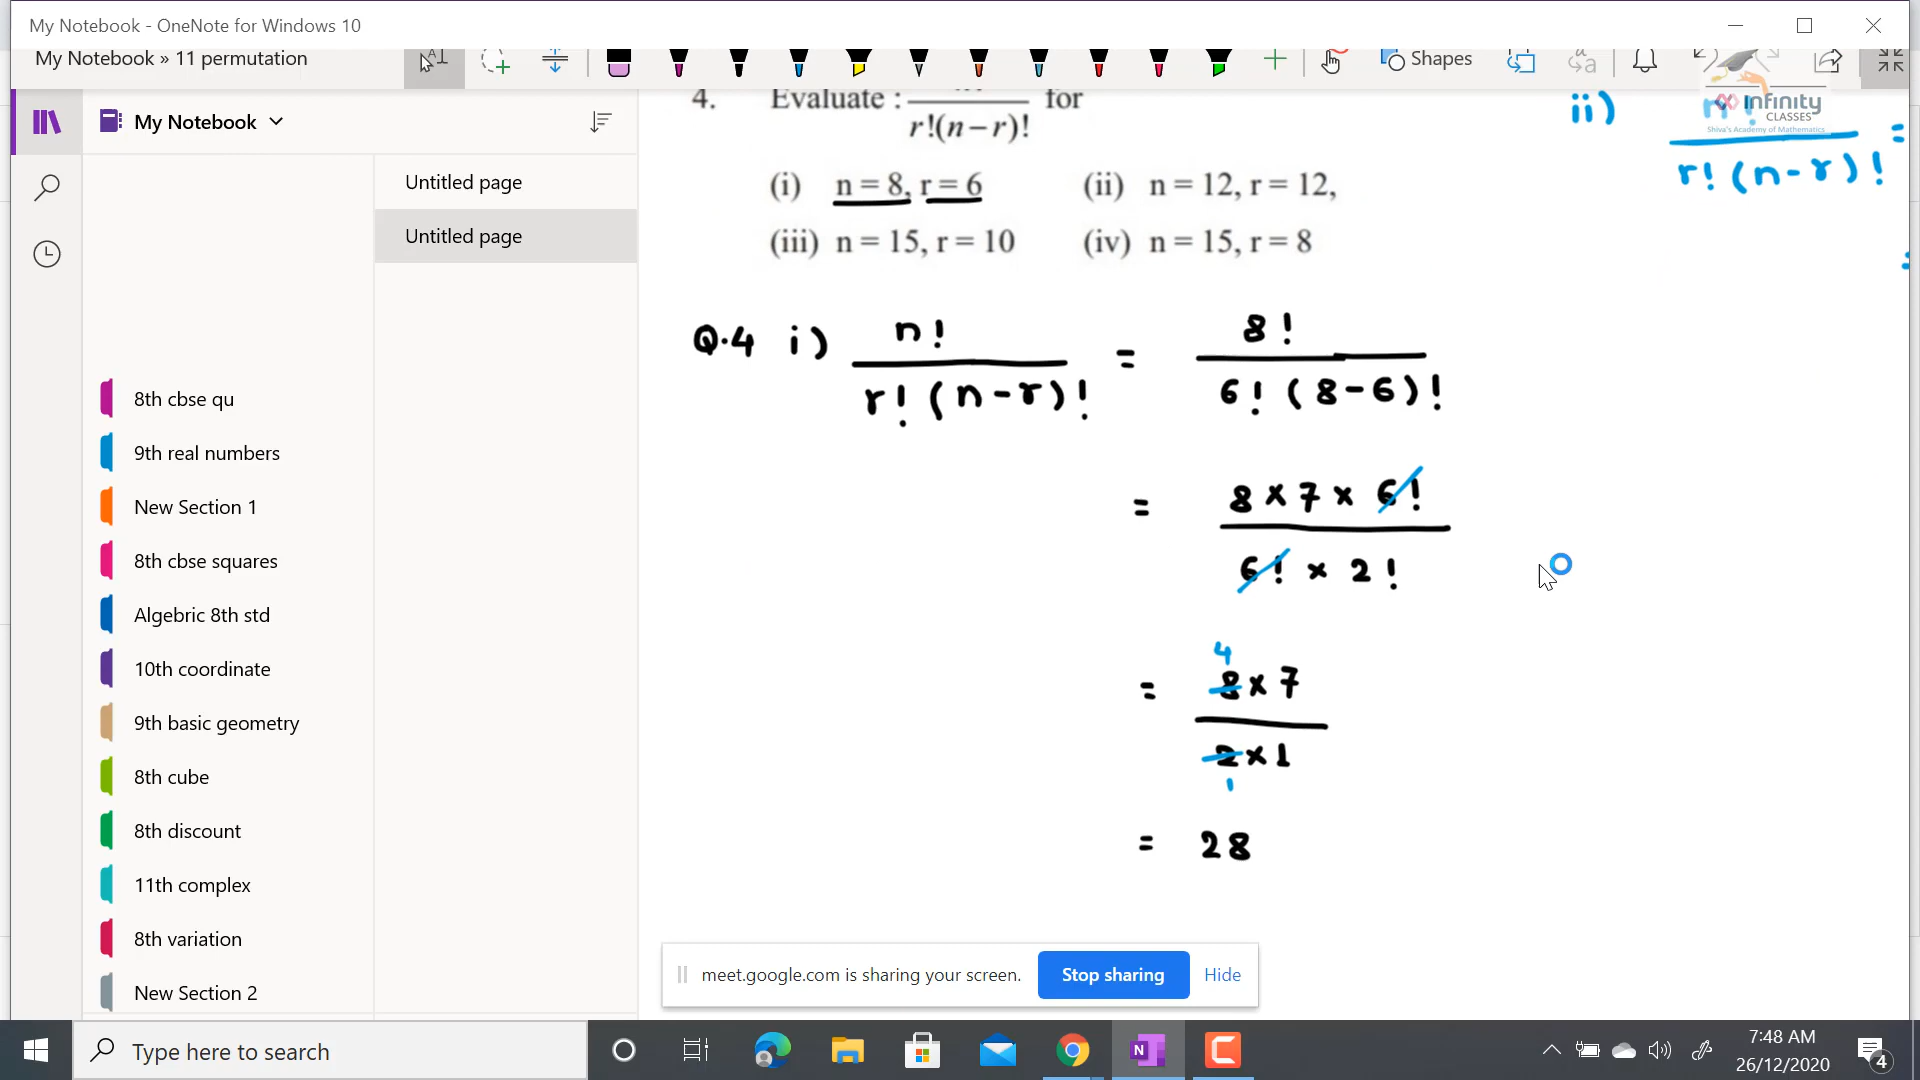 My Notebook - OneNote for Windows 10
My Notebook » 11 permutation
Shapes
My Notebook
Untitled page
Untitled page
8th cbse qu
9th real numbers
New Section 1
8th cbse squares
Algebric 8th std
10th coordinate
9th basic geometry
8th cube
8th discount
11th complex
8th variation
New Section 2
4. Evaluate : ―― for
r!(n−r)!
(i) n = 8, r = 6 (ii) n = 12, r = 12,
(iii) n = 15, r = 10 (iv) n = 15, r = 8
Q.4 i) n! / r!(n-r)! = 8! / 6!(8-6)!
= 8×7×6! / 6!×2!
4
= 8×7 / 2×1
1
= 28
ii)
r!(n-r)! =
=
Infinity
CLASSES
Shiva's Academy of Mathematics
meet.google.com is sharing your screen. Stop sharing Hide
Type here to search
7:48 AM
26/12/2020
4